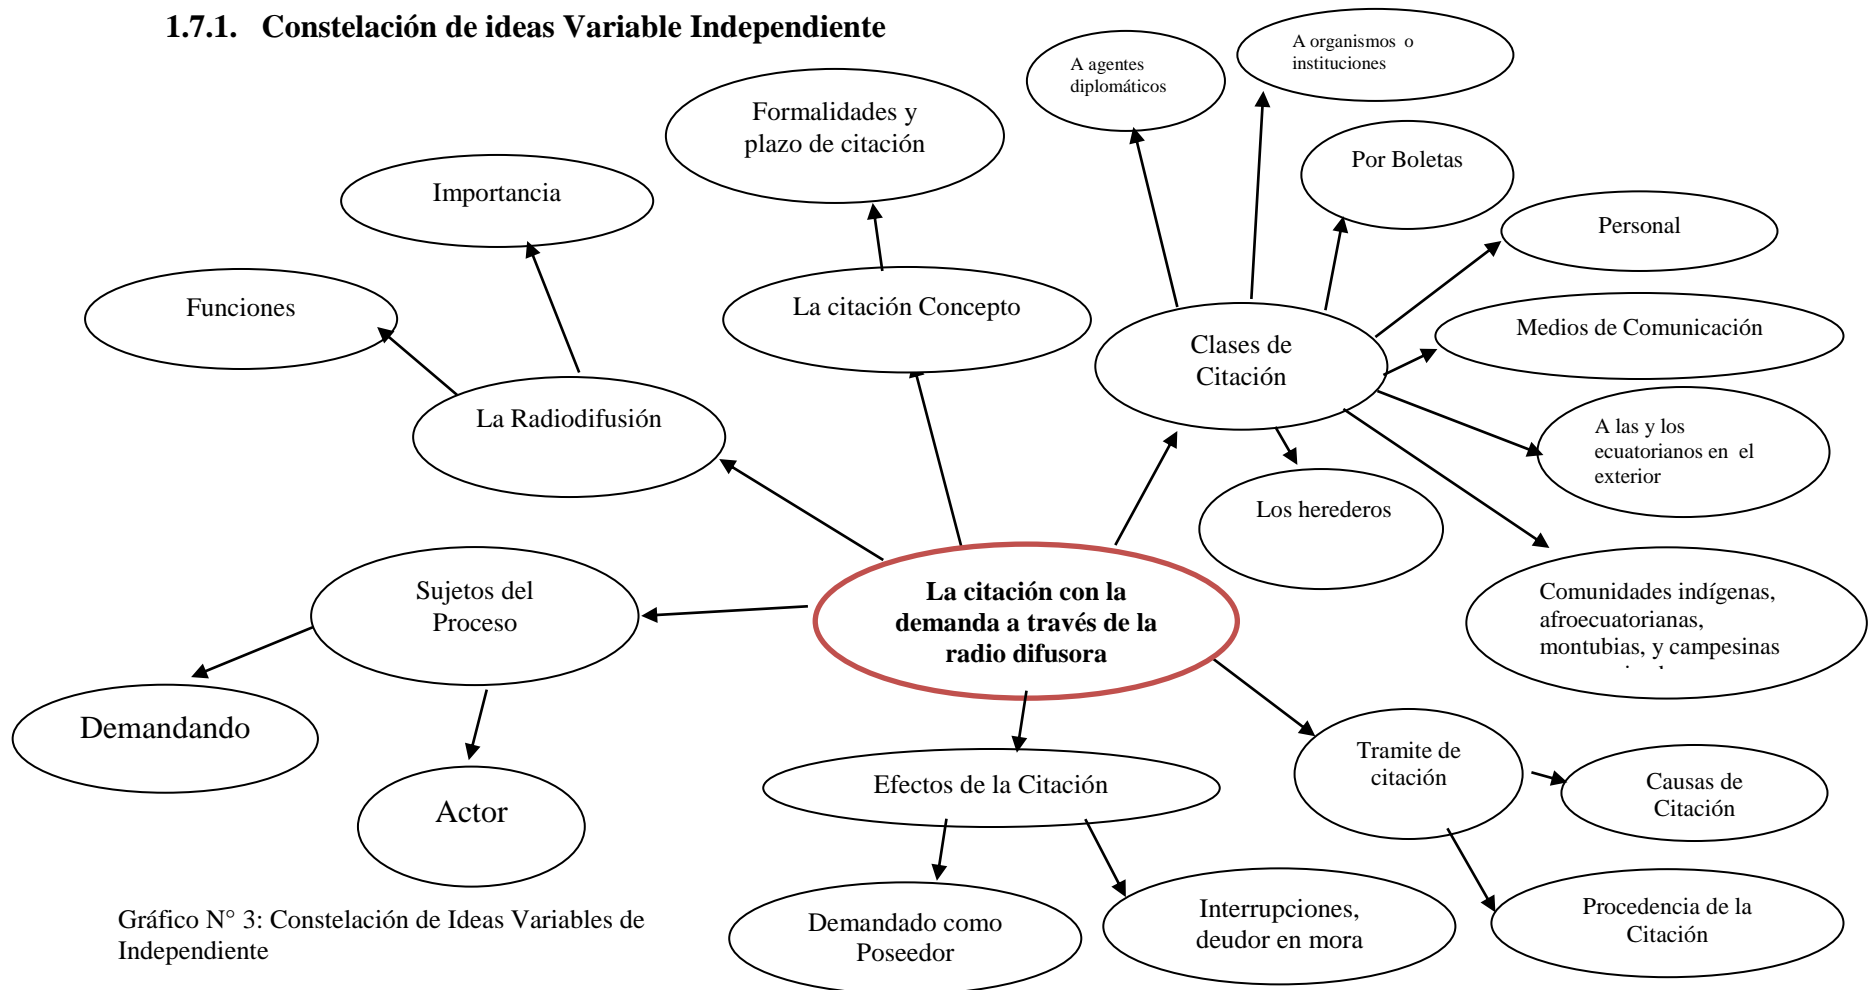 1.7.1. Constelación de ideas Variable Independiente
A agentes
diplomáticos
A organismos o
instituciones
Formalidades y
plazo de citación
Por Boletas
Importancia
Personal
Funciones
La citación Concepto
Medios de Comunicación
Clases de
Citación
La Radiodifusión
A las y los
ecuatorianos en el
exterior
Los herederos
Sujetos del
Proceso
La citación con la
demanda a través de la
radio difusora
Comunidades indígenas,
afroecuatorianas,
montubias, y campesinas
Demandando
Tramite de
citación
Efectos de la Citación
Causas de
Citación
Actor
Gráfico N° 3: Constelación de Ideas Variables de
Independiente
Demandado como
Poseedor
Interrupciones,
deudor en mora
Procedencia de la
Citación